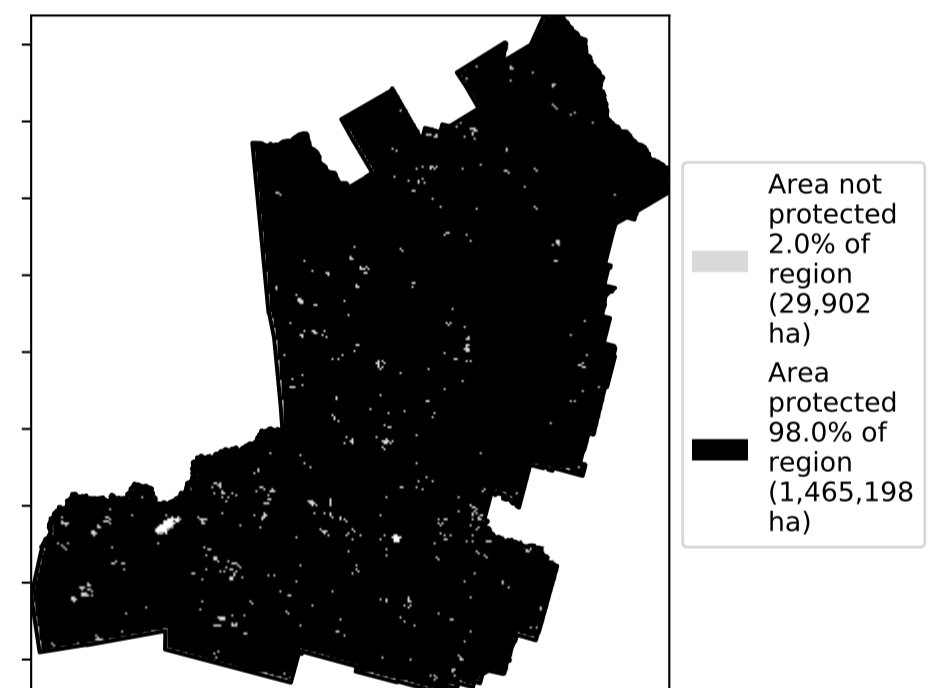 Area not
protected
2.0% of
region
(29,902
ha)
Area
protected
98.0% of
region
(1,465,198
ha)